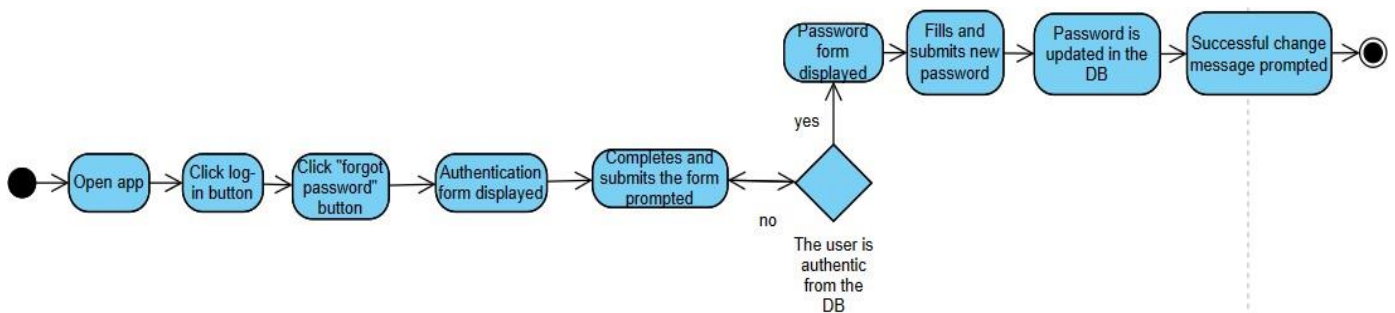 Open app
Click log-
in button
Click "forgot
password"
button
Authentication
form displayed
Completes and
submits the form
prompted
no
The user is
authentic
from the
DB
yes
Password
form
displayed
Fills and
submits new
password
Password is
updated in the
DB
Successful change
message prompted